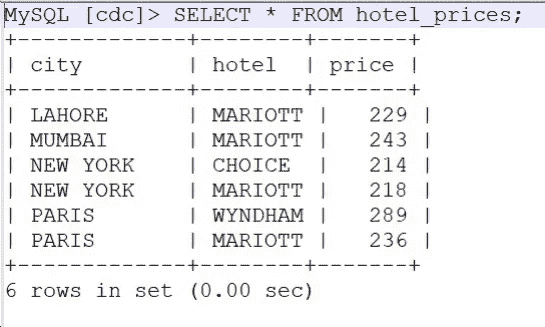 MySQL [cdc]> SELECT * FROM hotel_prices;
+-------------+---------+-------+
| city        | hotel   | price |
+-------------+---------+-------+
| LAHORE      | MARIOTT |   229 |
| MUMBAI      | MARIOTT |   243 |
| NEW YORK    | CHOICE  |   214 |
| NEW YORK    | MARIOTT |   218 |
| PARIS       | WYNDHAM |   289 |
| PARIS       | MARIOTT |   236 |
+-------------+---------+-------+
6 rows in set (0.00 sec)